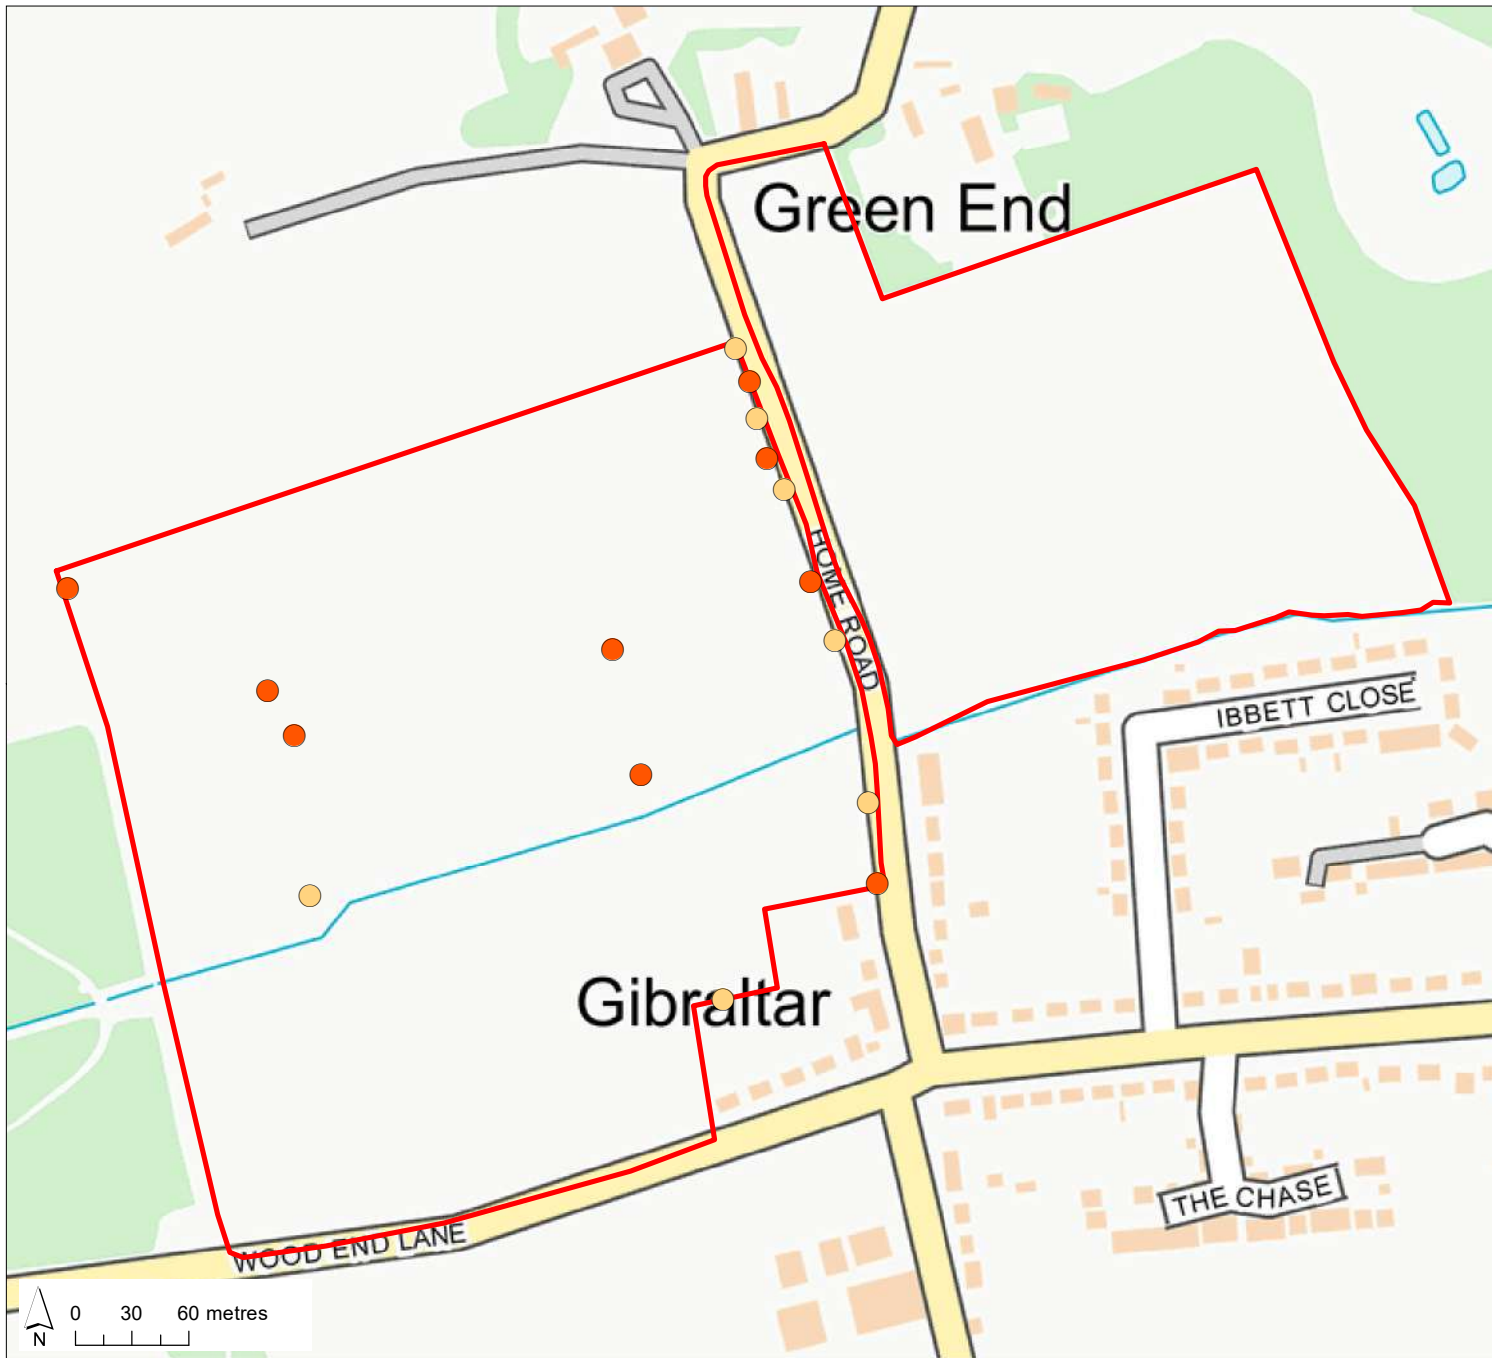 Green End
HOME ROAD
IBBETT CLOSE
Gibraltar
THE CHASE
WOOD END LANE
0 30 60 metres
N